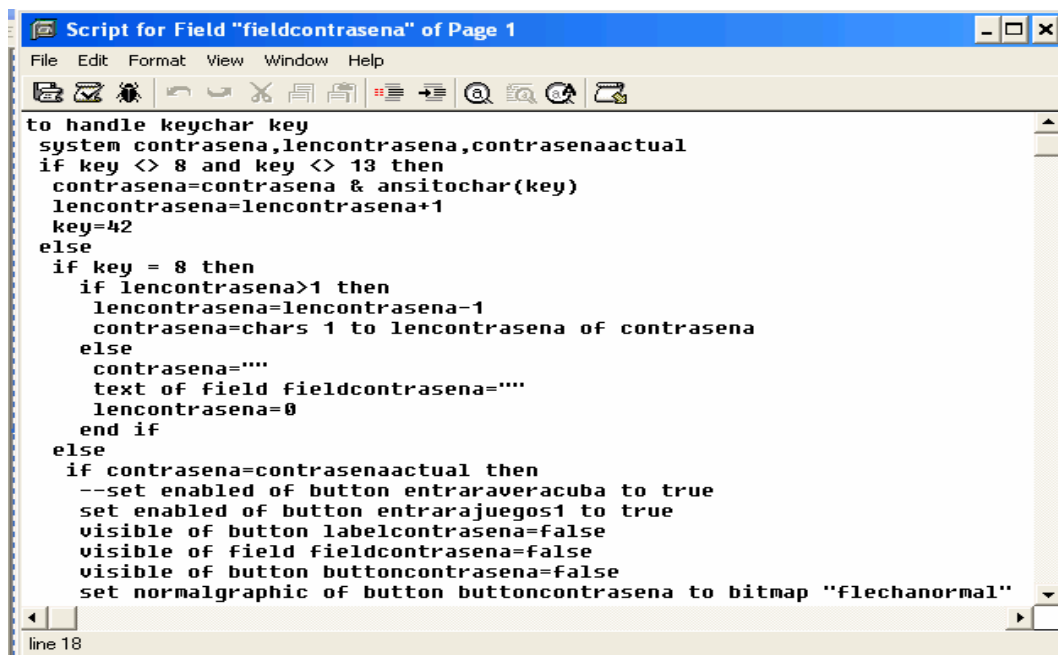 Script for Field "fieldcontrasena" of Page 1
File Edit Format View Window Help
to handle keychar key
system contrasena,lencontrasena,contrasenaactual
if key <> 8 and key <> 13 then
contrasena=contrasena & ansitochar(key)
lencontrasena=lencontrasena+1
key=42
else
if key = 8 then
if lencontrasena>1 then
lencontrasena=lencontrasena-1
contrasena=chars 1 to lencontrasena of contrasena
else
contrasena=""
text of field fieldcontrasena=""
lencontrasena=0
end if
else
if contrasena=contrasenaactual then
--set enabled of button entraraveracuba to true
set enabled of button entrarajuegos1 to true
visible of button labelcontrasena=false
visible of field fieldcontrasena=false
visible of button buttoncontrasena=false
set normalgraphic of button buttoncontrasena to bitmap "flechanormal"
line 18